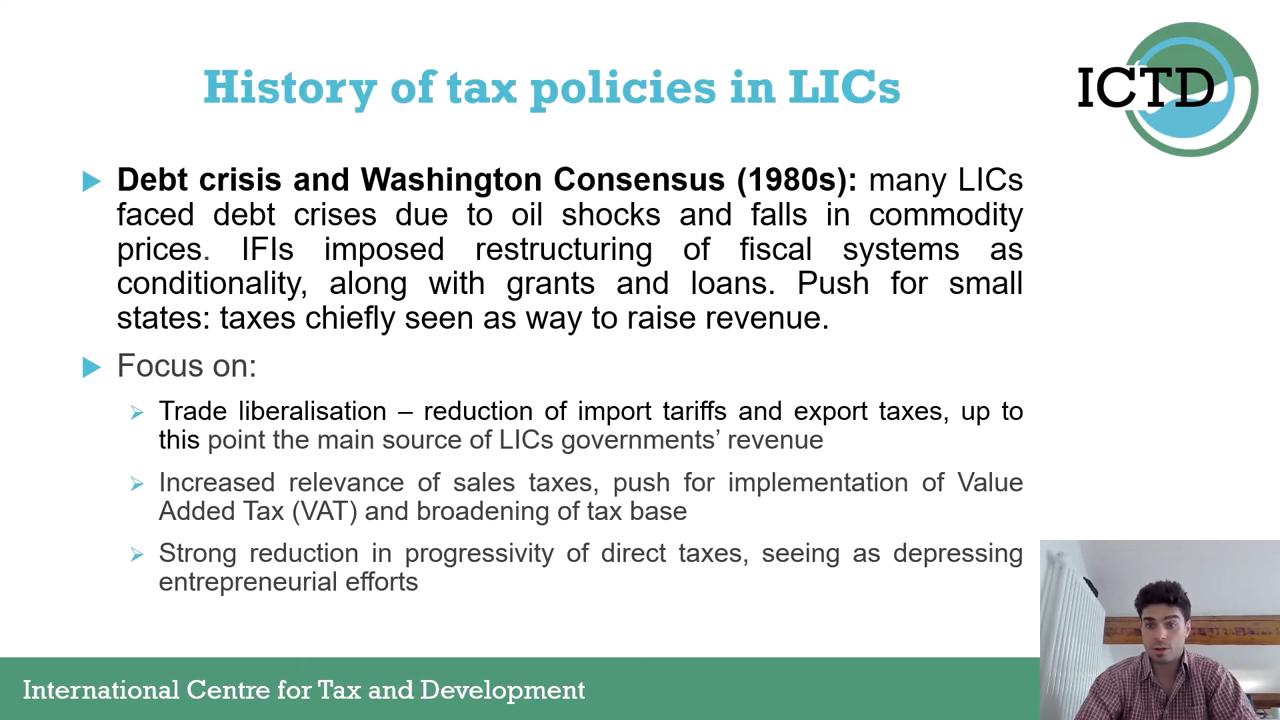 History of tax policies in LICs
ICTD
Debt crisis and Washington Consensus (1980s): many LICs
faced debt crises due to oil shocks and falls in commodity
prices. IFIs imposed restructuring of fiscal systems as
conditionality, along with grants and loans. Push for small
states: taxes chiefly seen as way to raise revenue.
Focus on:
Trade liberalisation – reduction of import tariffs and export taxes, up to
this point the main source of LICs governments’ revenue
Increased relevance of sales taxes, push for implementation of Value
Added Tax (VAT) and broadening of tax base
Strong reduction in progressivity of direct taxes, seeing as depressing
entrepreneurial efforts
International Centre for Tax and Development